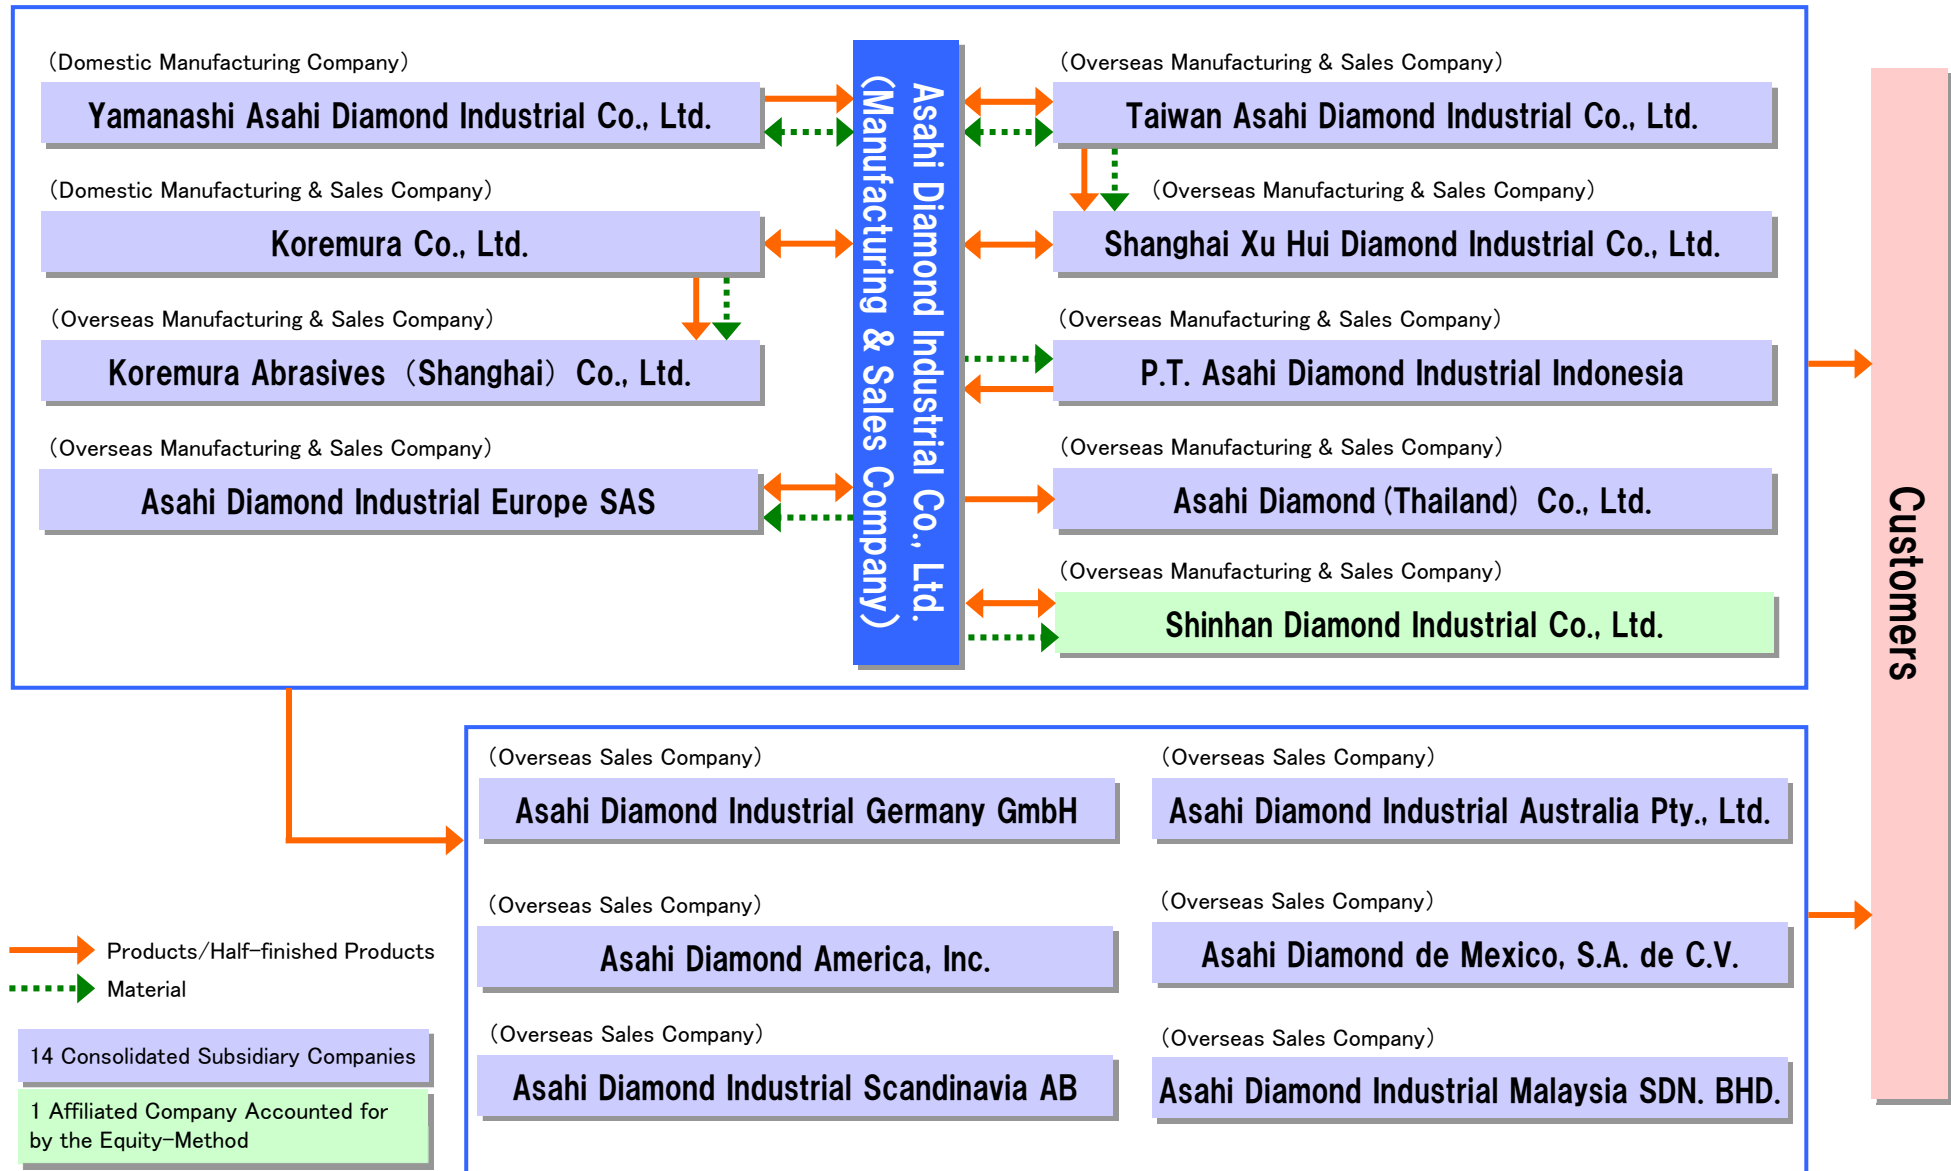 (Domestic Manufacturing Company)
Yamanashi Asahi Diamond Industrial Co., Ltd.
(Domestic Manufacturing & Sales Company)
Koremura Co., Ltd.
(Overseas Manufacturing & Sales Company)
Koremura Abrasives (Shanghai) Co., Ltd.
(Overseas Manufacturing & Sales Company)
Asahi Diamond Industrial Europe SAS
Asahi Diamond Industrial Co., Ltd.
(Manufacturing & Sales Company)
(Overseas Manufacturing & Sales Company)
Taiwan Asahi Diamond Industrial Co., Ltd.
(Overseas Manufacturing & Sales Company)
Shanghai Xu Hui Diamond Industrial Co., Ltd.
(Overseas Manufacturing & Sales Company)
P.T. Asahi Diamond Industrial Indonesia
(Overseas Manufacturing & Sales Company)
Asahi Diamond (Thailand) Co., Ltd.
(Overseas Manufacturing & Sales Company)
Shinhan Diamond Industrial Co., Ltd.
Customers
(Overseas Sales Company)
Asahi Diamond Industrial Germany GmbH
(Overseas Sales Company)
Asahi Diamond Industrial Australia Pty., Ltd.
(Overseas Sales Company)
Asahi Diamond America, Inc.
(Overseas Sales Company)
Asahi Diamond de Mexico, S.A. de C.V.
(Overseas Sales Company)
Asahi Diamond Industrial Scandinavia AB
(Overseas Sales Company)
Asahi Diamond Industrial Malaysia SDN. BHD.
Products/Half-finished Products
Material
14 Consolidated Subsidiary Companies
1 Affiliated Company Accounted for
by the Equity-Method